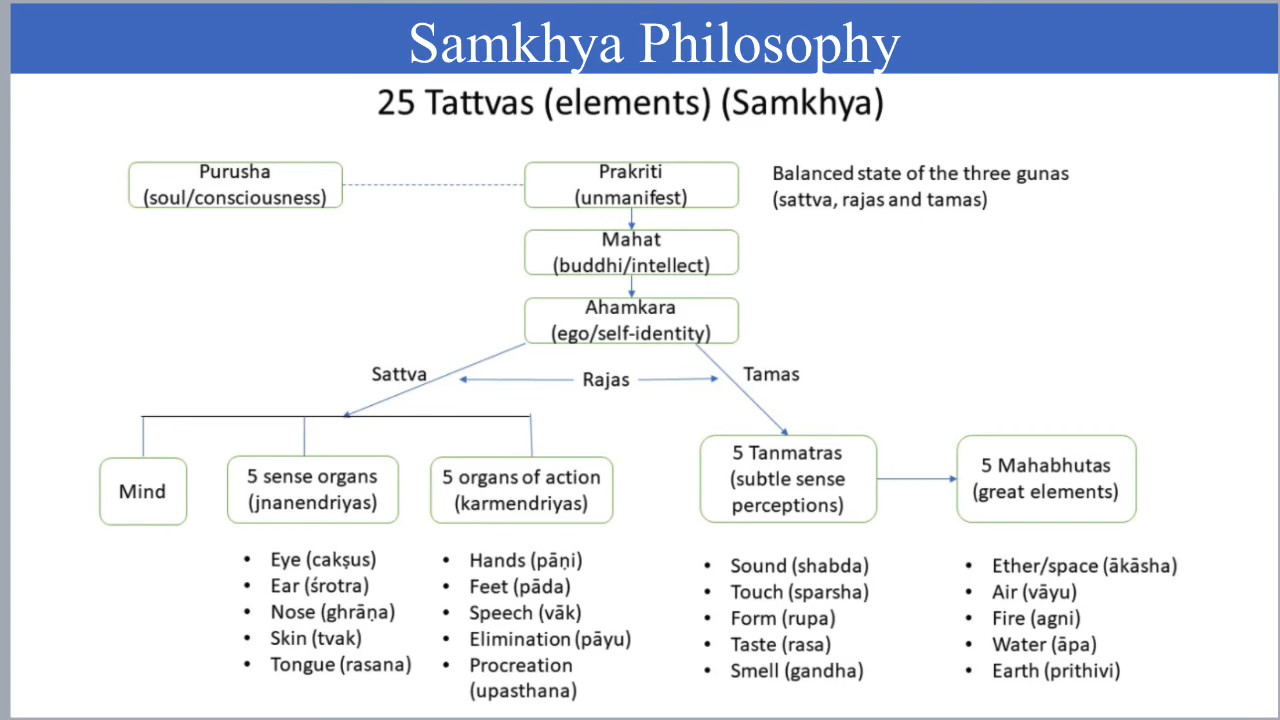 Samkhya Philosophy
25 Tattvas (elements) (Samkhya)
Purusha
(soul/consciousness)
Prakriti
(unmanifest)
Balanced state of the three gunas
(sattva, rajas and tamas)
Mahat
(buddhi/intellect)
Ahamkara
(ego/self-identity)
Sattva
Rajas
Tamas
Mind
5 sense organs
(jnanendriyas)
5 organs of action
(karmendriyas)
5 Tanmatras
(subtle sense
perceptions)
5 Mahabhutas
(great elements)
• Eye (cakṣus)
• Ear (śrotra)
• Nose (ghrāṇa)
• Skin (tvak)
• Tongue (rasana)
• Hands (pāṇi)
• Feet (pāda)
• Speech (vāk)
• Elimination (pāyu)
• Procreation
(upasthana)
• Sound (shabda)
• Touch (sparsha)
• Form (rupa)
• Taste (rasa)
• Smell (gandha)
• Ether/space (ākāsha)
• Air (vāyu)
• Fire (agni)
• Water (āpa)
• Earth (prithivi)